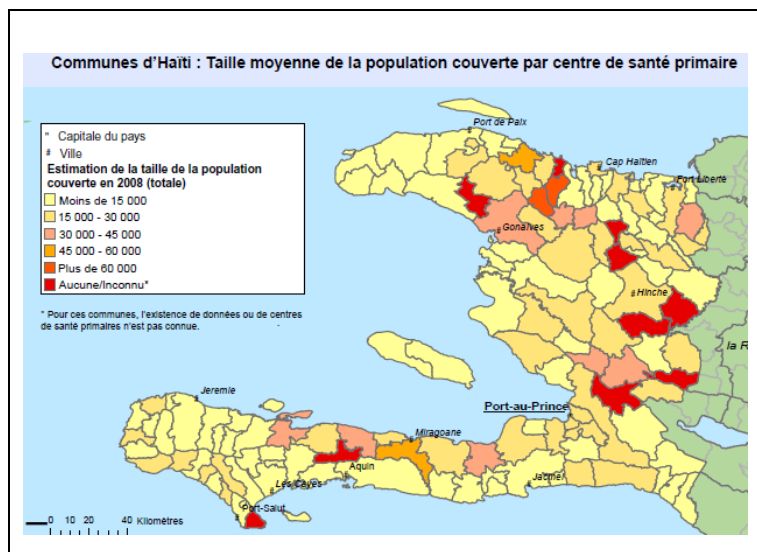 Communes d'Haïti : Taille moyenne de la population couverte par centre de santé primaire
Port de Paix
" Capitale du pays
# Ville
Estimation de la taille de la population
couverte en 2008 (totale)
Moins de 15 000
15 000 - 30 000
30 000 - 45 000
45 000 - 60 000
Plus de 60 000
Aucune/Inconnu*
* Pour ces communes, l'existence de données ou de centres
de santé primaires n'est pas connue.
Cap Haïtien
Fort Liberté
Gonaïves
Hinche
la R
Jeremie
Port-au-Prince
Miragoane
Aquin
Les Cayes
Jacmel
Port-Salut
0 10 20 40 Kilomètres